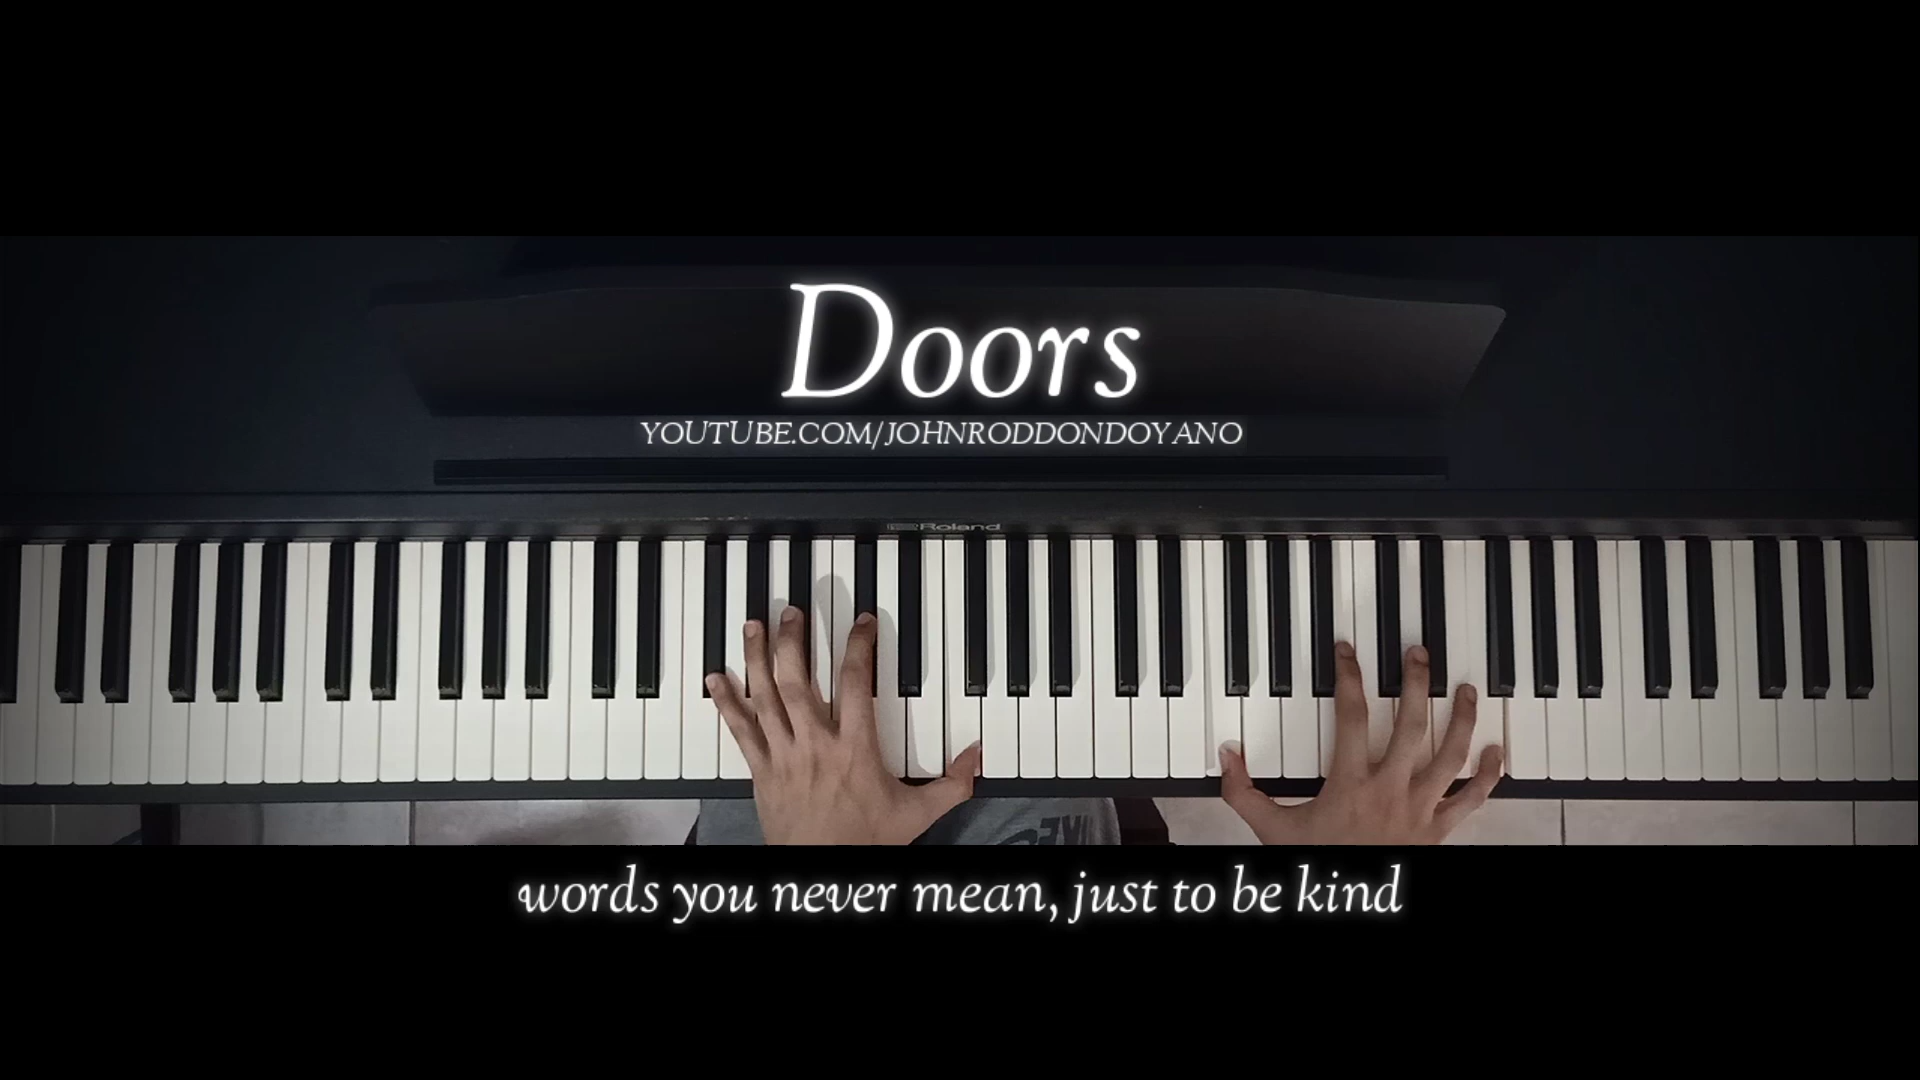 Doors
YOUTUBE.COM/JOHNRODDONDOYANO
Roland
words you never mean, just to be kind